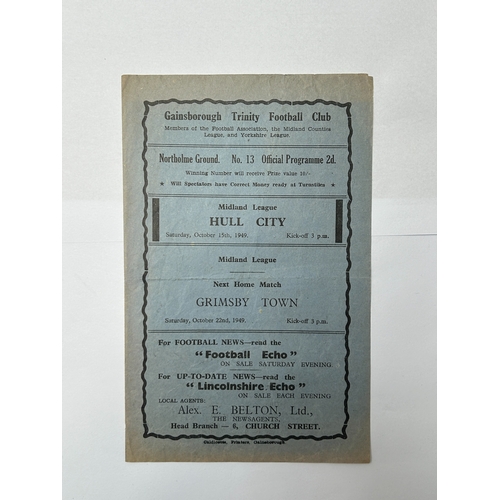 Gainsborough Trinity Football Club
Members of the Football Association, the Midland Counties
League, and Yorkshire League.
Northolme Ground. No. 13 Official Programme 2d.
Winning Number will receive Prize value 10/-
★ Will Spectators have Correct Money ready at Turnstiles ★
Midland League
HULL CITY
Saturday, October 15th, 1949. Kick-off 3 p.m.
Midland League
Next Home Match
GRIMSBY TOWN
Saturday, October 22nd, 1949. Kick-off 3 p.m.
For FOOTBALL NEWS—read the
"Football Echo"
ON SALE SATURDAY EVENING
For UP-TO-DATE NEWS—read the
"Lincolnshire Echo"
ON SALE EACH EVENING
LOCAL AGENTS:
Alex. E. BELTON, Ltd.,
THE NEWSAGENTS,
Head Branch — 6, CHURCH STREET.
Printers, Gainsborough.